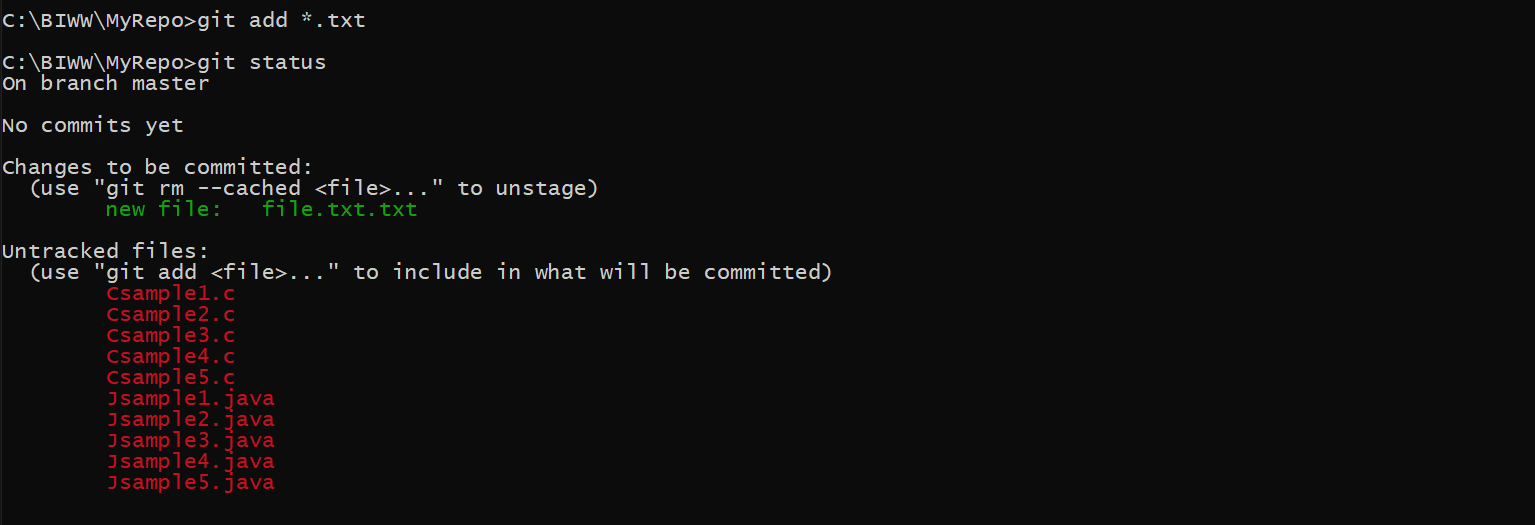 C:\BIWW\MyRepo>git add *.txt
C:\BIWW\MyRepo>git status
On branch master
No commits yet
Changes to be committed:
(use "git rm --cached <file>..." to unstage)
new file: file.txt.txt
Untracked files:
(use "git add <file>..." to include in what will be committed)
Csample1.c
Csample2.c
Csample3.c
Csample4.c
Csample5.c
Jsample1.java
Jsample2.java
Jsample3.java
Jsample4.java
Jsample5.java